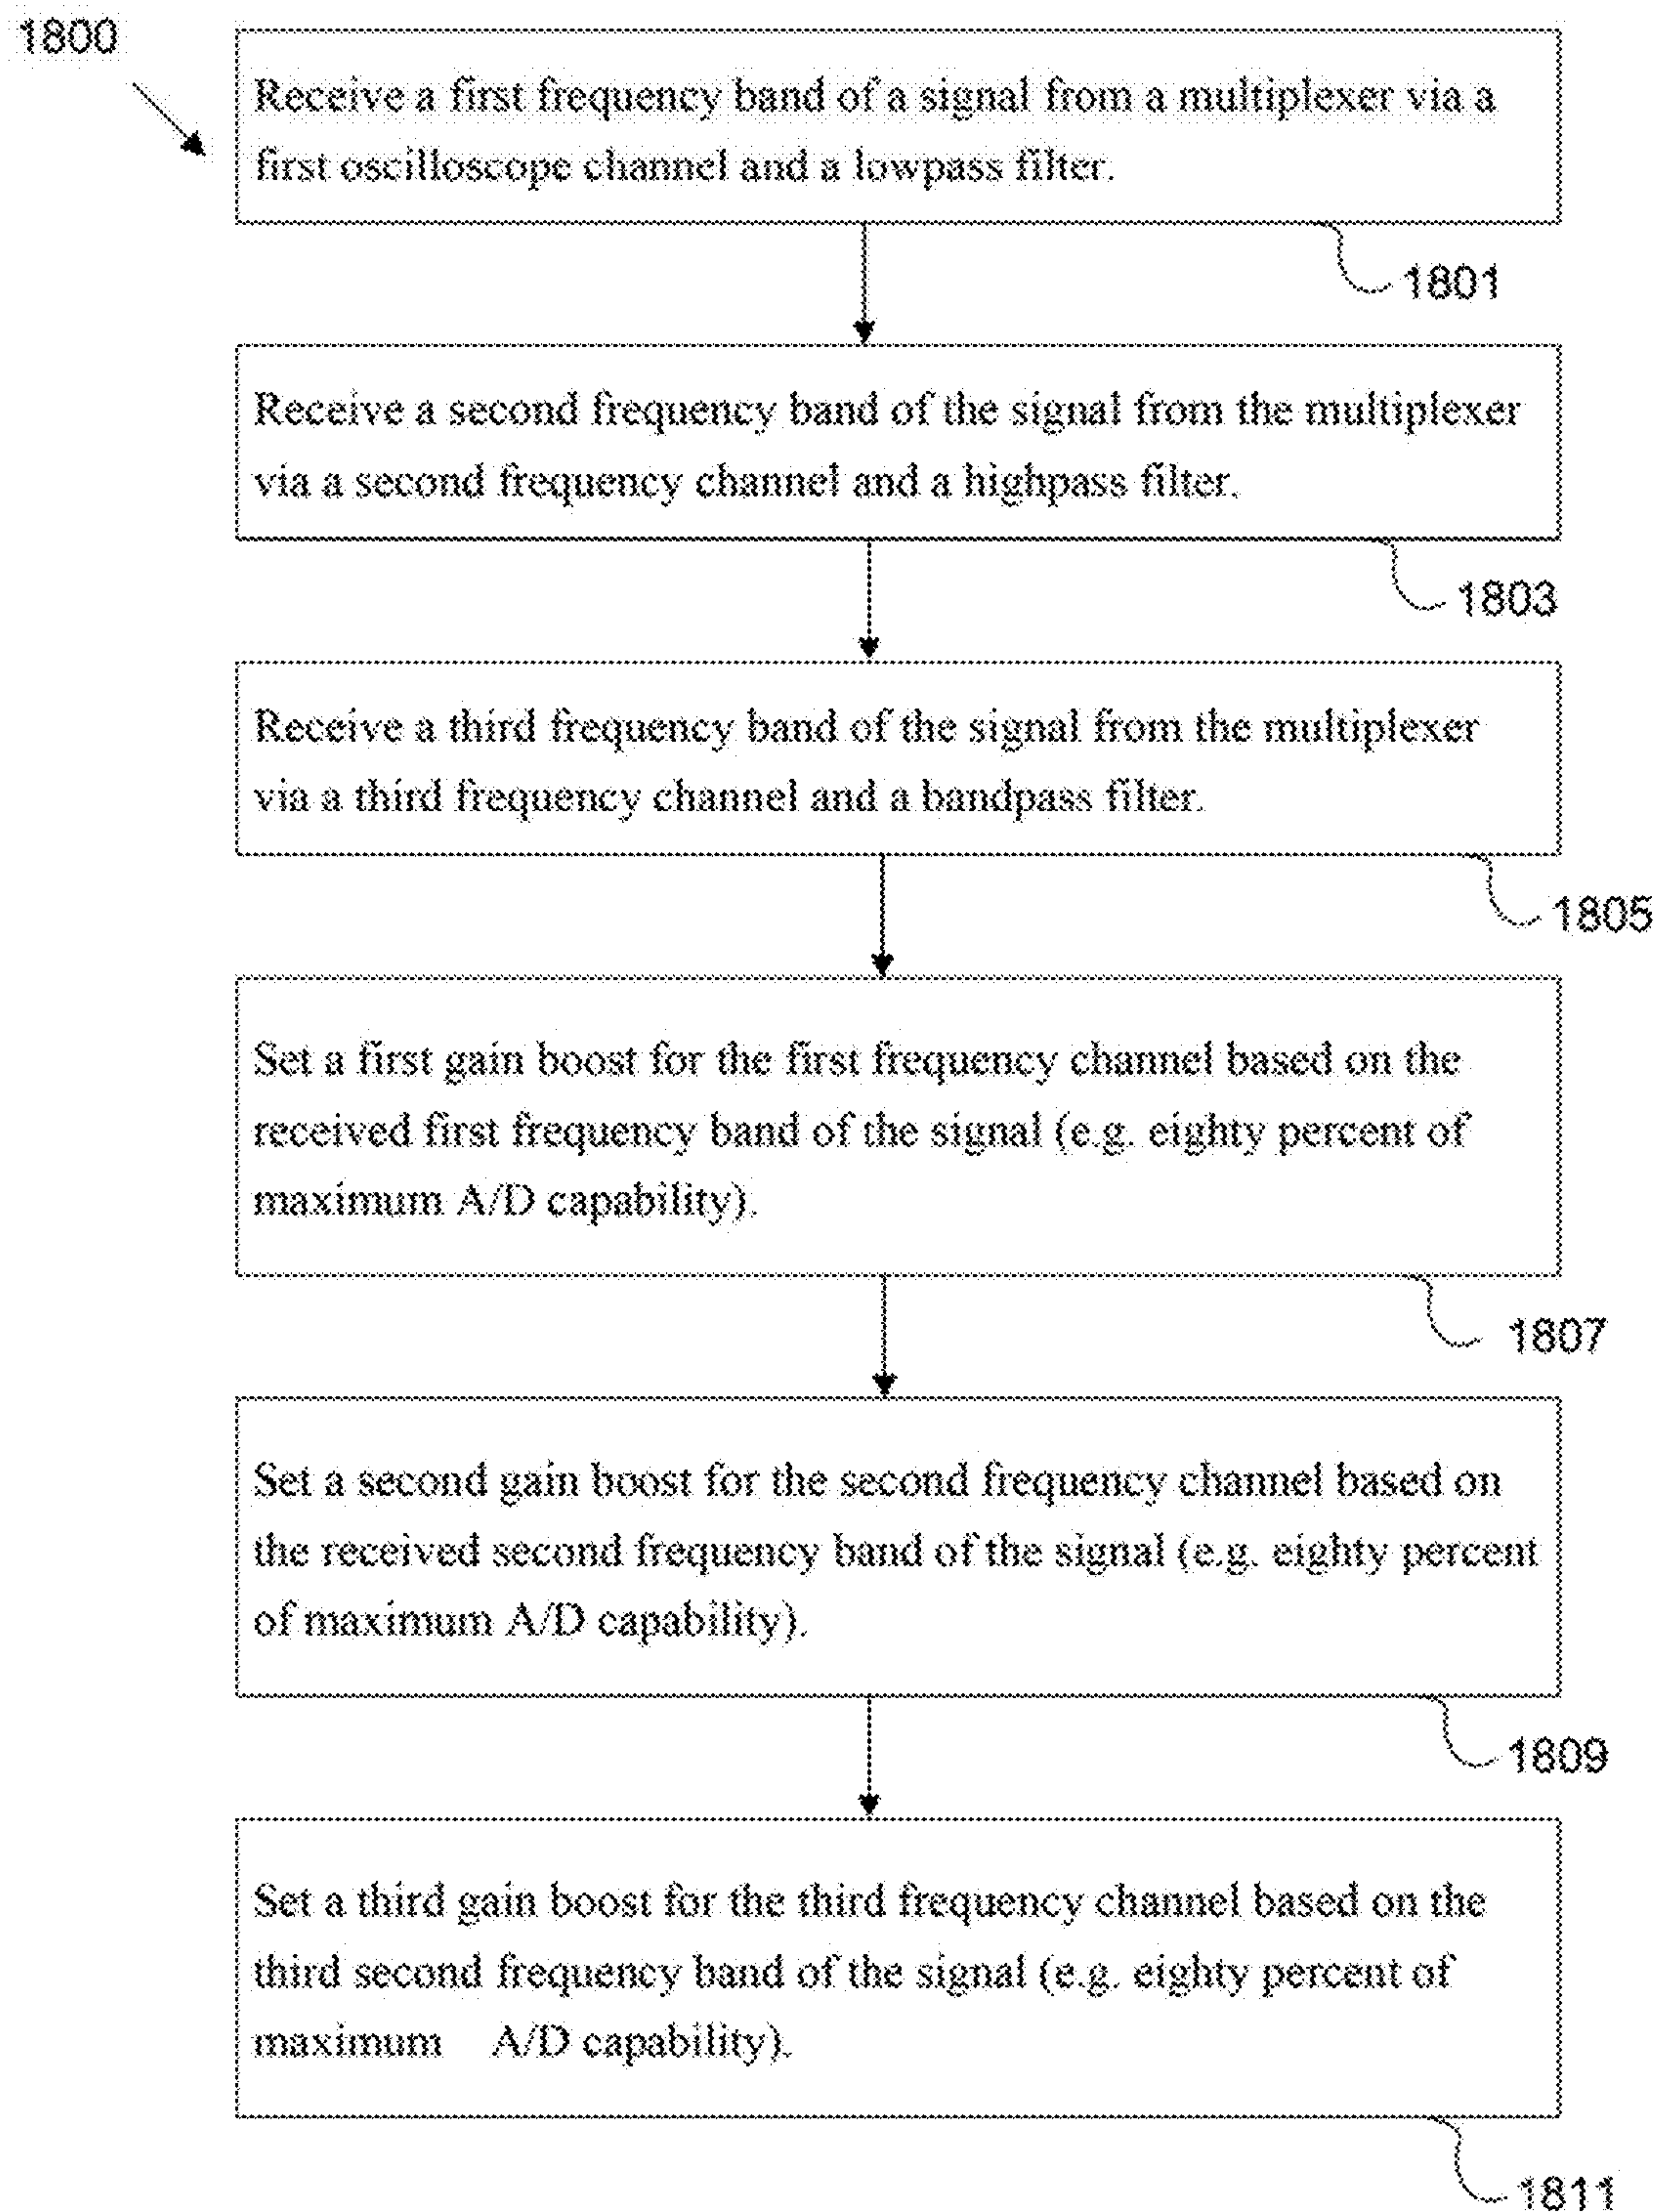 1800
Receive a first frequency band of a signal from a multiplexer via a
first oscilloscope channel and a lowpass filter.
1801
Receive a second frequency band of the signal from the multiplexer
via a second frequency channel and a highpass filter.
1803
Receive a third frequency band of the signal from the multiplexer
via a third frequency channel and a bandpass filter.
1805
Set a first gain boost for the first frequency channel based on the
received first frequency band of the signal (e.g. eighty percent of
maximum A/D capability).
1807
Set a second gain boost for the second frequency channel based on
the received second frequency band of the signal (e.g. eighty percent
of maximum A/D capability).
1809
Set a third gain boost for the third frequency channel based on the
third second frequency band of the signal (e.g. eighty percent of
maximum A/D capability).
1811